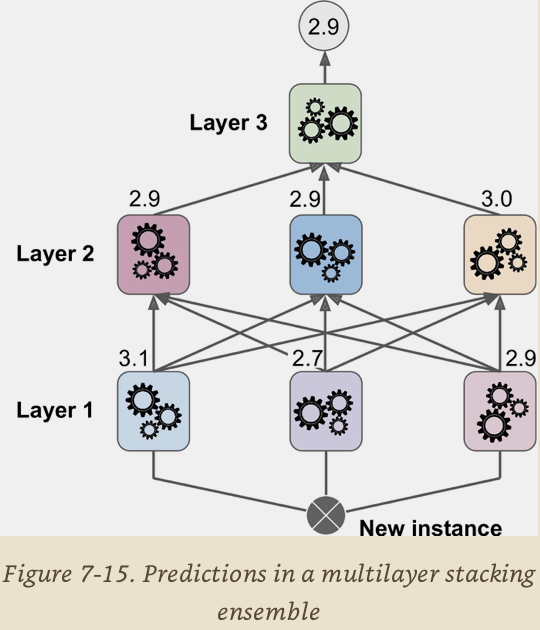 2.9
Layer 3
2.9 2.9 3.0
Layer 2
3.1 2.7 2.9
Layer 1
New instance
Figure 7-15. Predictions in a multilayer stacking
ensemble